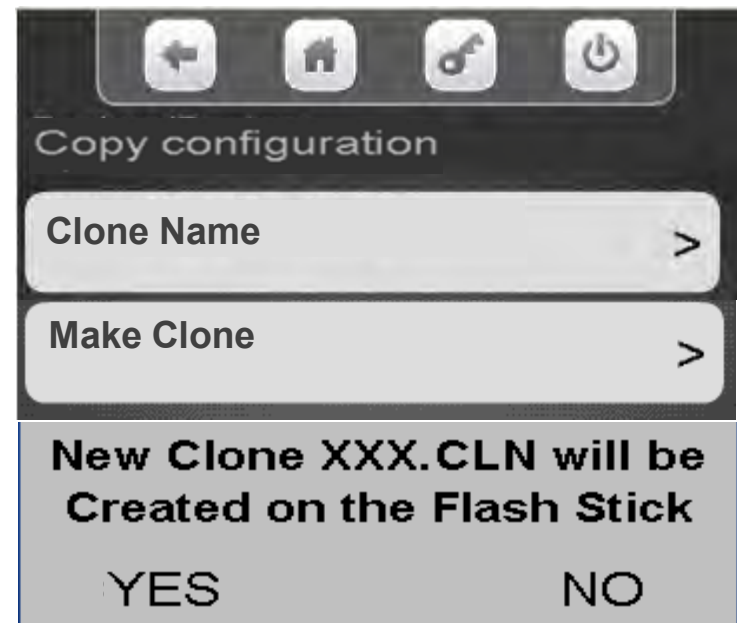 Copy configuration
Clone Name
>
Make Clone
>
New Clone XXX.CLN will be
Created on the Flash Stick
YES NO